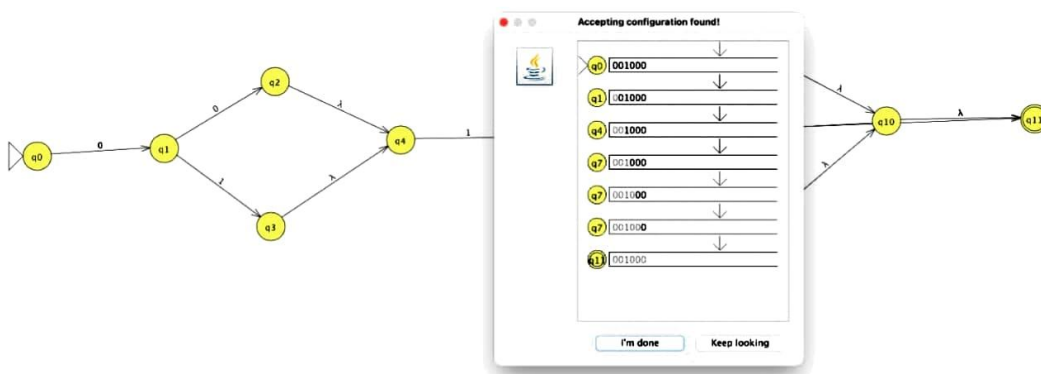 Accepting configuration found!
q0 001000
q1 001000
q4 001000
q7 001000
q7 001000
q7 001000
q11 001000
I'm done
Keep looking
q0
0
q1
0
1
q2
q3
λ
λ
q4
1
λ
λ
q10
λ
q11